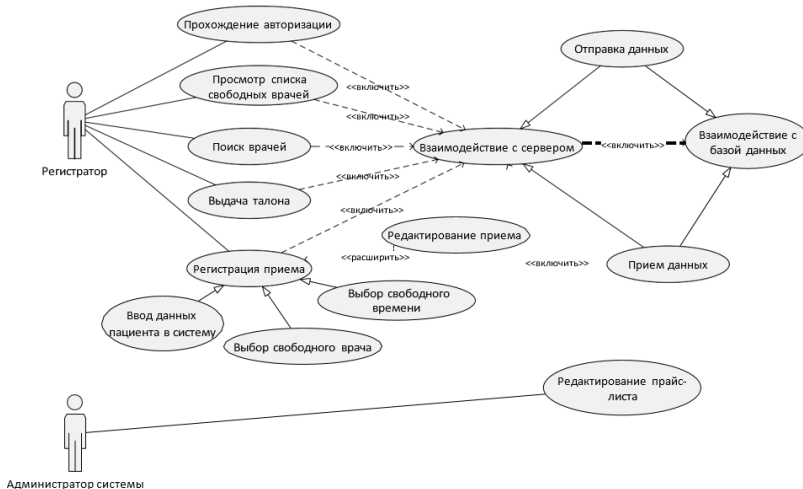 Прохождение авторизации
Отправка данных
Просмотр списка
свободных врачей
<<включить>>
<<включить>>
Взаимодействие с
базой данных
Поиск врачей
<<включить>>
Взаимодействие с сервером
<<включить>>
Регистратор
<<включить>>
Выдача талона
<<включить>>
Редактирование приема
<<расширить>>
<<включить>>
Прием данных
Регистрация приема
Выбор свободного
времени
Ввод данных
пациента в систему
Выбор свободного врача
Редактирование прайс-
листа
Администратор системы